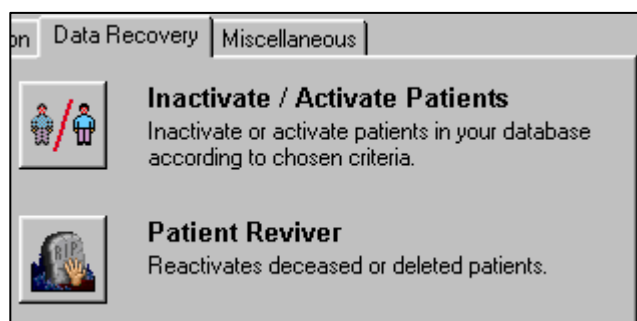 on Data Recovery Miscellaneous
Inactivate / Activate Patients
Inactivate or activate patients in your database
according to chosen criteria.
RIP
Patient Reviver
Reactivates deceased or deleted patients.